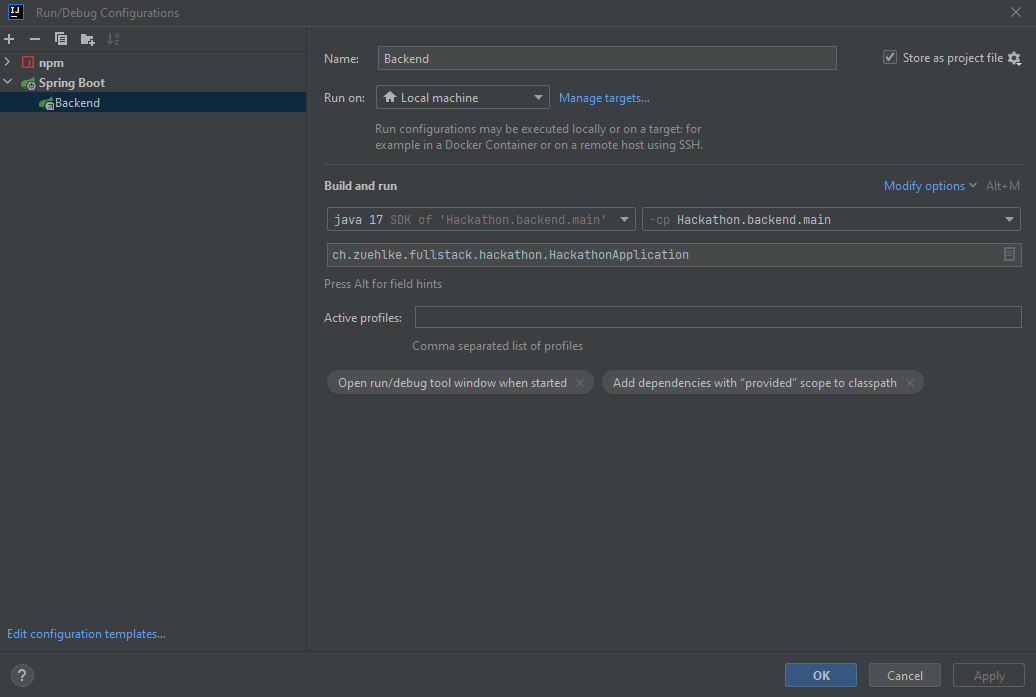 IJ
Run/Debug Configurations
npm
Spring Boot
Backend
Edit configuration templates...
?
Name: Backend
Store as project file
Run on: Local machine Manage targets...
Run configurations may be executed locally or on a target: for
example in a Docker Container or on a remote host using SSH.
Build and run Modify options Alt+M
java 17 SDK of 'Hackathon.backend.main' -cp Hackathon.backend.main
ch.zuehlke.fullstack.hackathon.HackathonApplication
Press Alt for field hints
Active profiles:
Comma separated list of profiles
Open run/debug tool window when started Add dependencies with “provided” scope to classpath
OK Cancel Apply